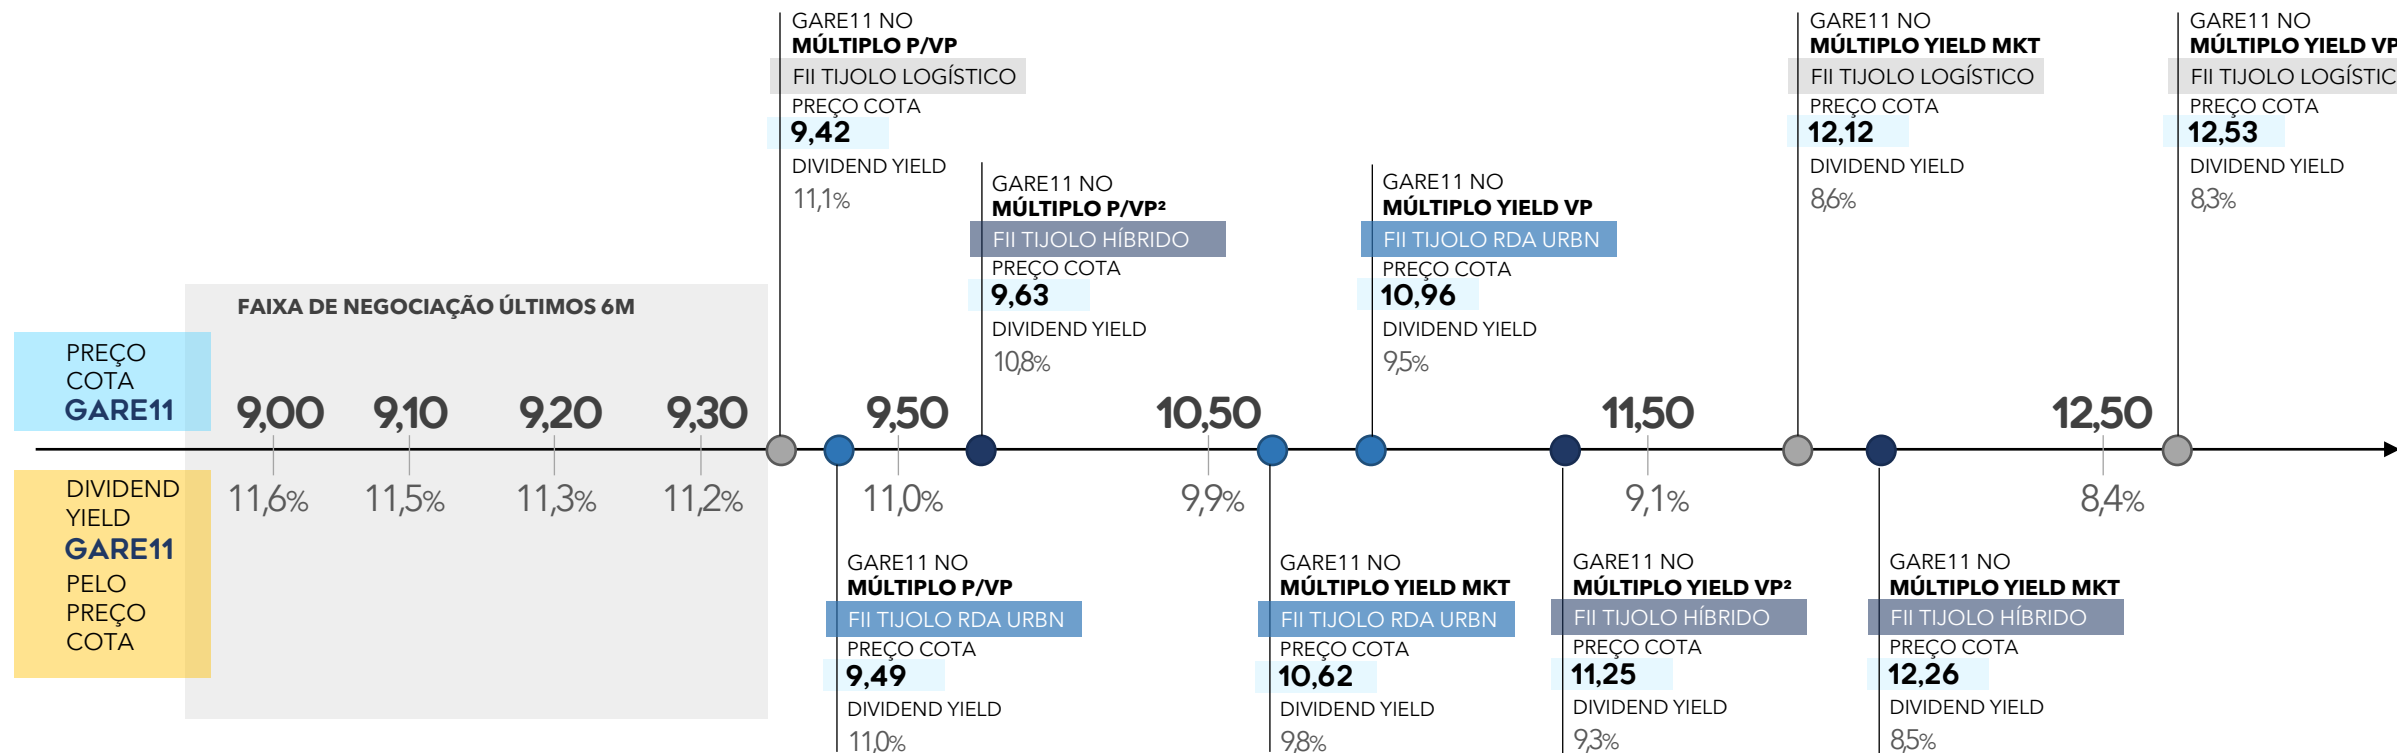 GARE11 NO
MÚLTIPLO P/VP
FII TIJOLO LOGÍSTICO
PREÇO COTA
9,42
DIVIDEND YIELD
11,1%
GARE11 NO
MÚLTIPLO P/VP²
FII TIJOLO HÍBRIDO
PREÇO COTA
9,63
DIVIDEND YIELD
10,8%
GARE11 NO
MÚLTIPLO YIELD VP
FII TIJOLO RDA URBN
PREÇO COTA
10,96
DIVIDEND YIELD
9,5%
GARE11 NO
MÚLTIPLO YIELD MKT
FII TIJOLO LOGÍSTICO
PREÇO COTA
12,12
DIVIDEND YIELD
8,6%
GARE11 NO
MÚLTIPLO YIELD VP
FII TIJOLO LOGÍSTIC
PREÇO COTA
12,53
DIVIDEND YIELD
8,3%
FAIXA DE NEGOCIAÇÃO ÚLTIMOS 6M
PREÇO
COTA
GARE11
9,00 9,10 9,20 9,30 9,50 10,50 11,50 12,50
DIVIDEND
YIELD
GARE11
PELO
PREÇO
COTA
11,6% 11,5% 11,3% 11,2% 11,0% 9,9% 9,1% 8,4%
GARE11 NO
MÚLTIPLO P/VP
FII TIJOLO RDA URBN
PREÇO COTA
9,49
DIVIDEND YIELD
11,0%
GARE11 NO
MÚLTIPLO YIELD MKT
FII TIJOLO RDA URBN
PREÇO COTA
10,62
DIVIDEND YIELD
9,8%
GARE11 NO
MÚLTIPLO YIELD VP²
FII TIJOLO HÍBRIDO
PREÇO COTA
11,25
DIVIDEND YIELD
9,3%
GARE11 NO
MÚLTIPLO YIELD MKT
FII TIJOLO HÍBRIDO
PREÇO COTA
12,26
DIVIDEND YIELD
8,5%